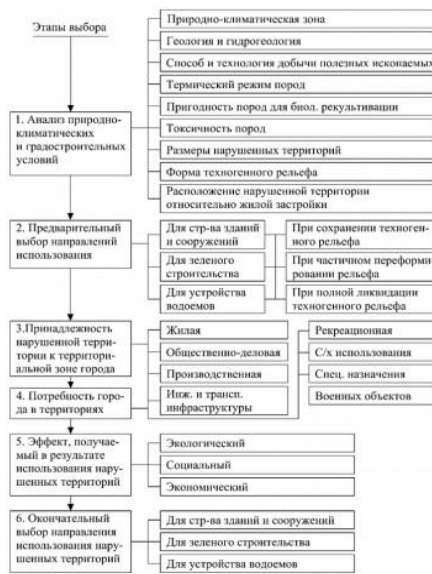 Этапы выбора
Природно-климатическая зона
Геология и гидрогеология
Способ и технология добычи полезных ископаемых
Термический режим пород
Пригодность пород для биол. рекультивации
Токсичность пород
Размеры нарушенных территорий
Форма техногенного рельефа
Расположение нарушенной территории
относительно жилой застройки
1. Анализ природно-
климатических
и градостроительных
условий
2. Предварительный
выбор направлений
использования
Для стр-ва зданий
и сооружений
Для зеленого
строительства
Для устройства
водоемов
При сохранении техноген-
ного рельефа
При частичном переформи-
ровании рельефа
При полной ликвидации
техногенного рельефа
3.Принадлежность
нарушенной террито-
рии к территори-
альной зоне города
Жилая
Общественно-деловая
Производственная
Инж. и трансп.
инфраструктуры
Рекреационная
С/х использования
Спец. назначения
Военных объектов
4. Потребность горо-
да в территориях
5. Эффект, получае-
мый в результате
использования нару-
шенных территорий
Экологический
Социальный
Экономический
6. Окончательный
выбор направления
использования нару-
шенных территорий
Для стр-ва зданий и сооружений
Для зеленого строительства
Для устройства водоемов